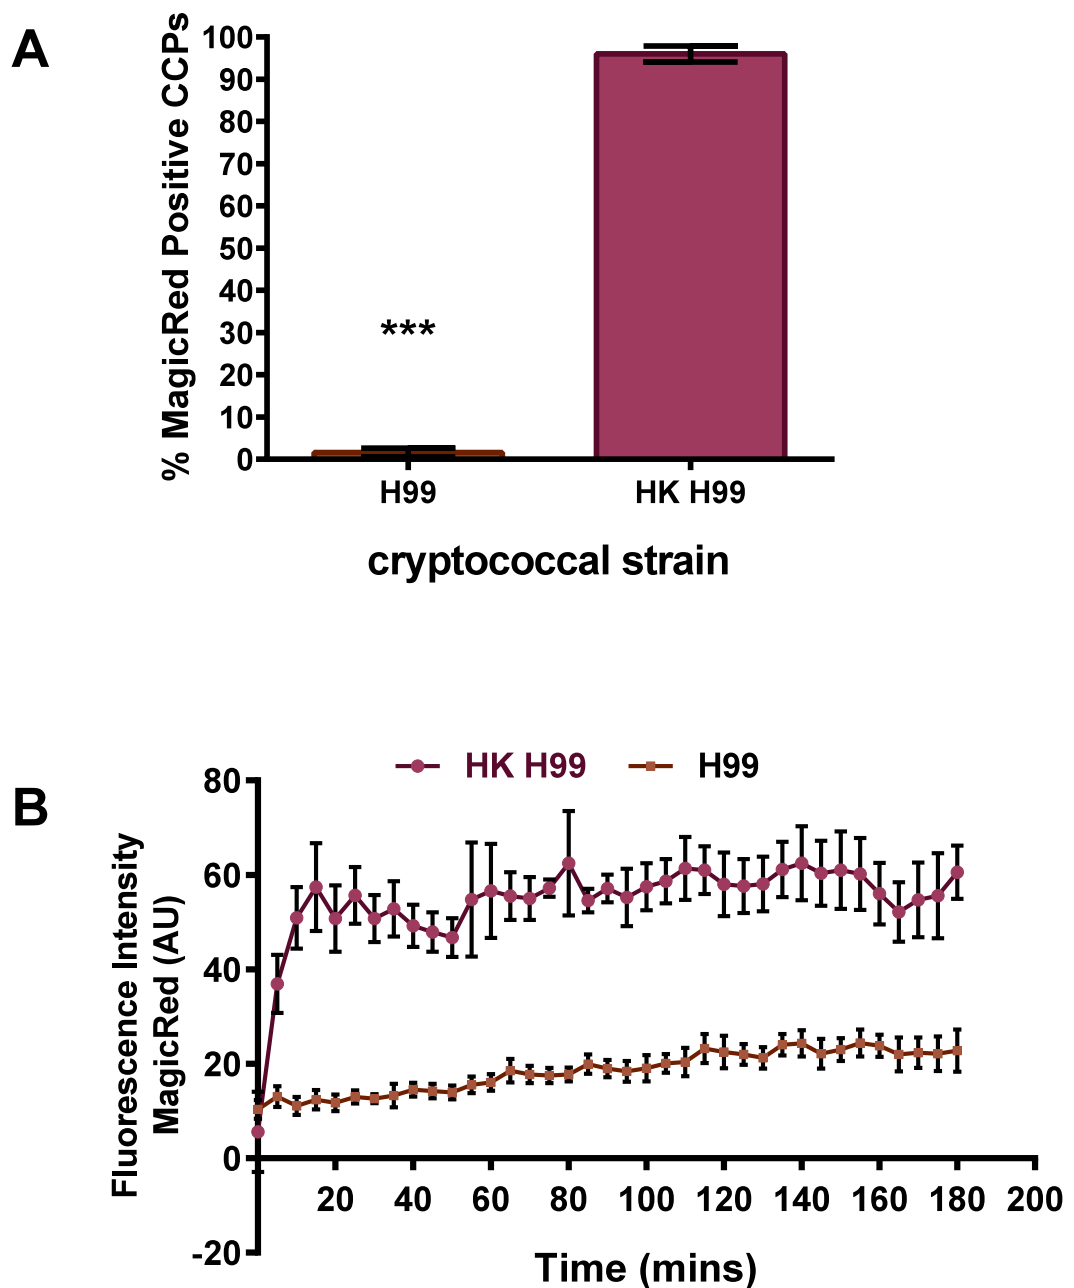 A
% MagicRed Positive CCPs
100
90
80
70
60
50
40
30
20
10
0
***
H99
HK H99
cryptococcal strain
B
HK H99
H99
Fluorescence Intensity
MagicRed (AU)
80
60
40
20
0
-20
20 40 60 80 100 120 140 160 180 200
Time (mins)